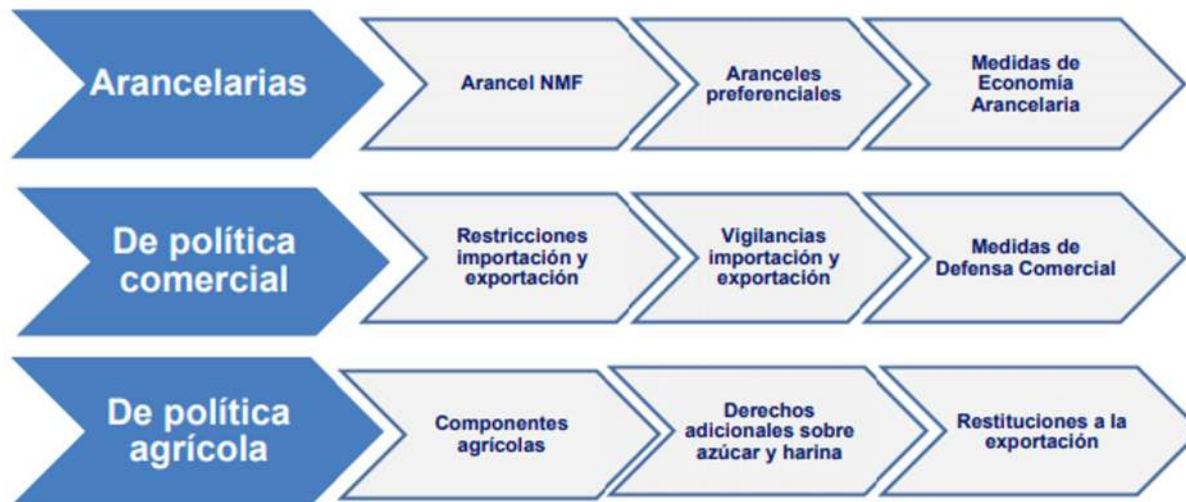 Arancelarias
Arancel NMF
Aranceles
preferenciales
Medidas de
Economía
Arancelaria
De política
comercial
Restricciones
importación y
exportación
Vigilancias
importación y
exportación
Medidas de
Defensa Comercial
De política
agrícola
Componentes
agrícolas
Derechos
adicionales sobre
azúcar y harina
Restituciones a la
exportación